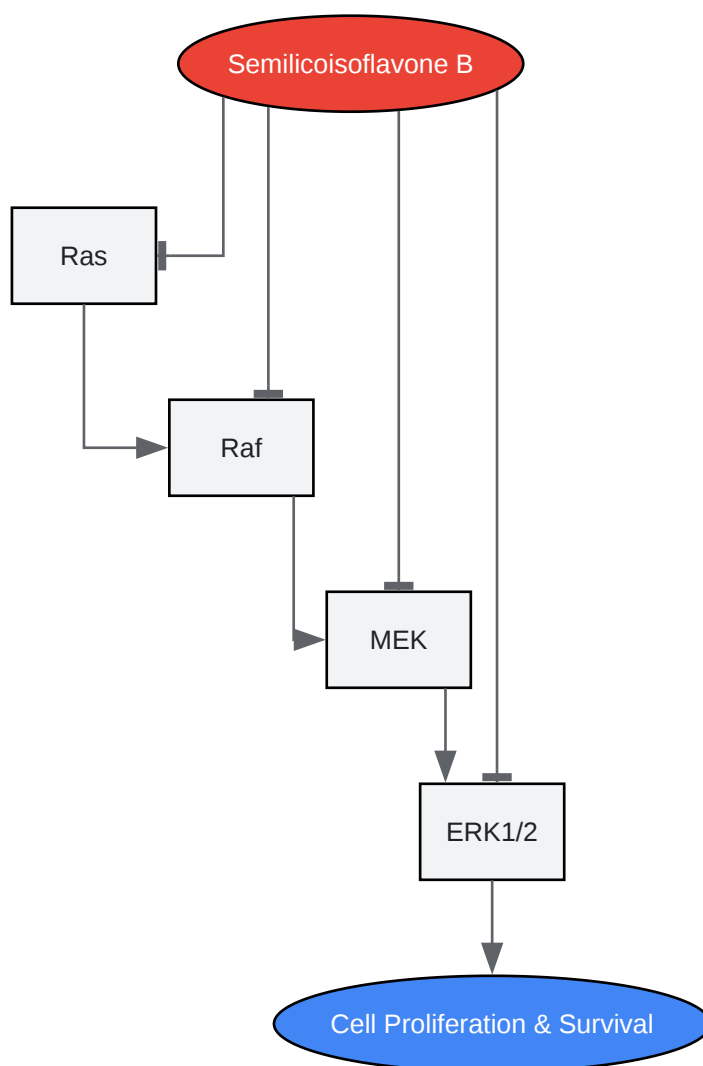 Semilicoisoflavone B
Ras
Raf
MEK
ERK1/2
Cell Proliferation & Survival